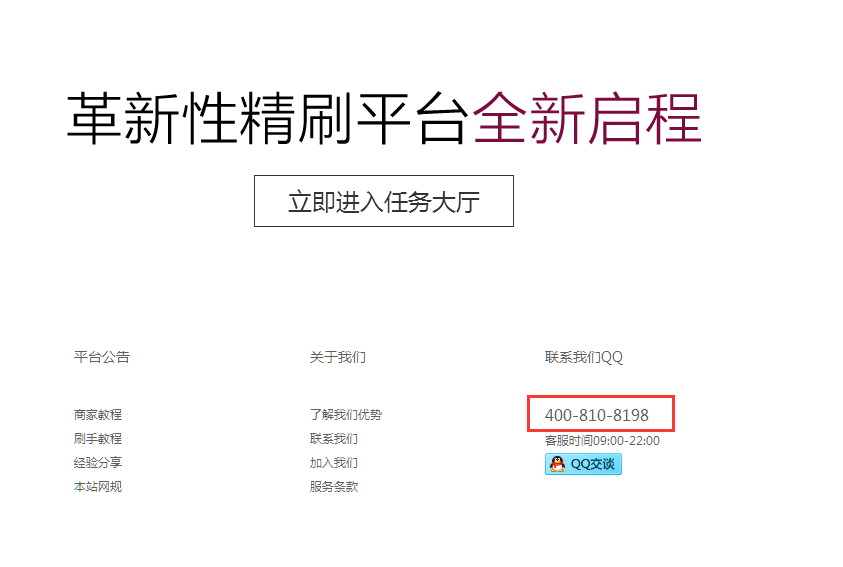 革新性精刷平台全新启程
立即进入任务大厅
平台公告 关于我们 联系我们QQ
商家教程 了解我们优势 400-810-8198
刷手教程 联系我们 客服时间09:00-22:00
经验分享 加入我们 QQ交谈
本站网规 服务条款